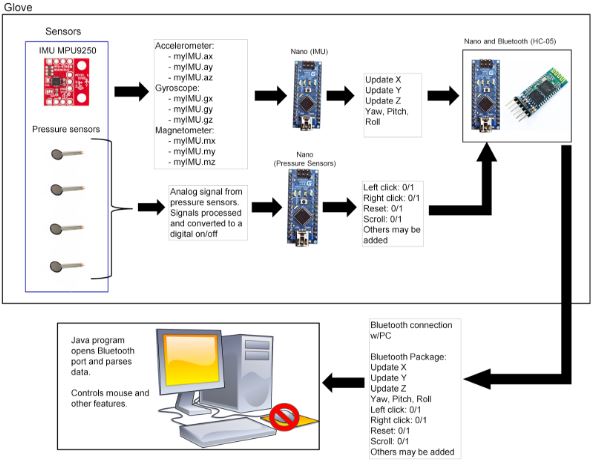 Glove
Sensors
IMU MPU9250
Pressure sensors
Accelerometer:
- myIMU.ax
- myIMU.ay
- myIMU.az
Gyroscope:
- myIMU.gx
- myIMU.gy
- myIMU.gz
Magnetometer:
- myIMU.mx
- myIMU.my
- myIMU.mz
Nano (IMU)
Update X
Update Y
Update Z
Yaw, Pitch,
Roll
Nano and Bluetooth (HC-05)
Analog signal from
pressure sensors.
Signals processed
and converted to a
digital on/off
Nano
(Pressure Sensors)
Left click: 0/1
Right click: 0/1
Reset: 0/1
Scroll: 0/1
Others may be
added
Bluetooth connection
w/PC
Bluetooth Package:
Update X
Update Y
Update Z
Yaw, Pitch, Roll
Left click: 0/1
Right click: 0/1
Reset: 0/1
Scroll: 0/1
Others may be added
Java program
opens Bluetooth
port and parses
data.
Controls mouse and
other features.